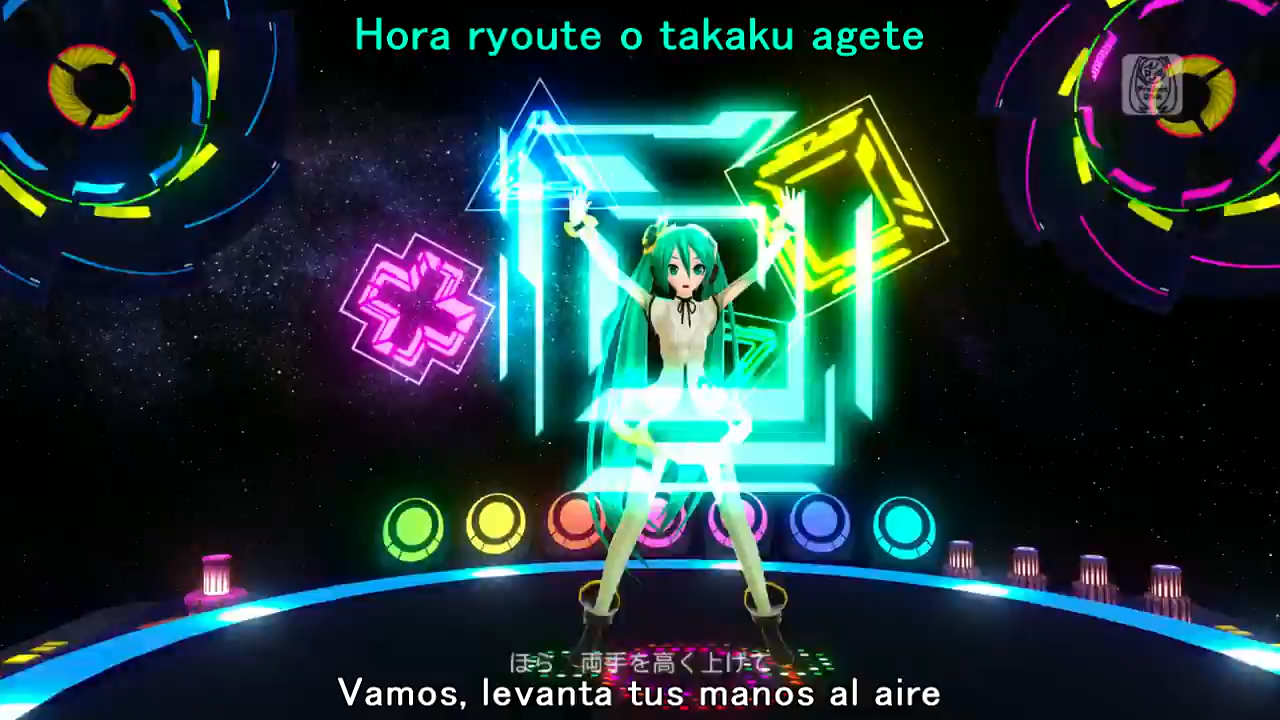 Hora ryoute o takaku agete
ほら　両手を高く上げて
Vamos, levanta tus manos al aire